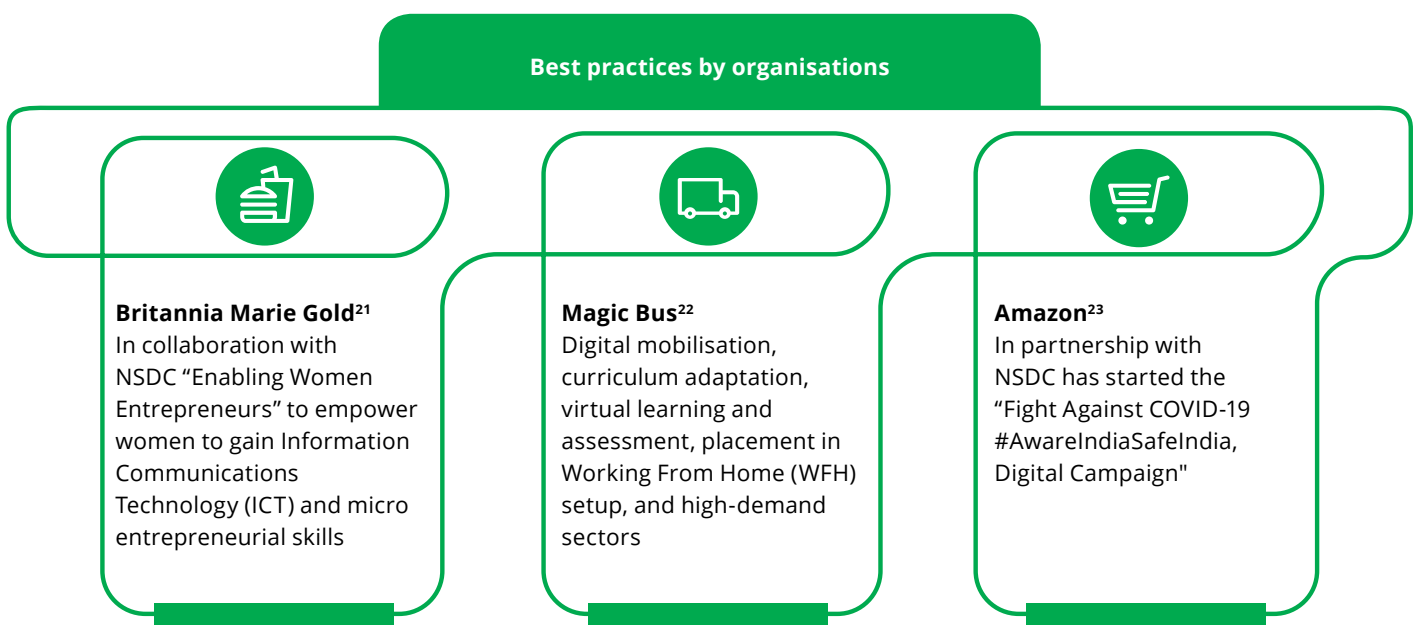 Best practices by organisations
Britannia Marie Gold²¹
In collaboration with
NSDC “Enabling Women
Entrepreneurs” to empower
women to gain Information
Communications
Technology (ICT) and micro
entrepreneurial skills
Magic Bus²²
Digital mobilisation,
curriculum adaptation,
virtual learning and
assessment, placement in
Working From Home (WFH)
setup, and high-demand
sectors
Amazon²³
In partnership with
NSDC has started the
“Fight Against COVID-19
#AwareIndiaSafeIndia,
Digital Campaign"